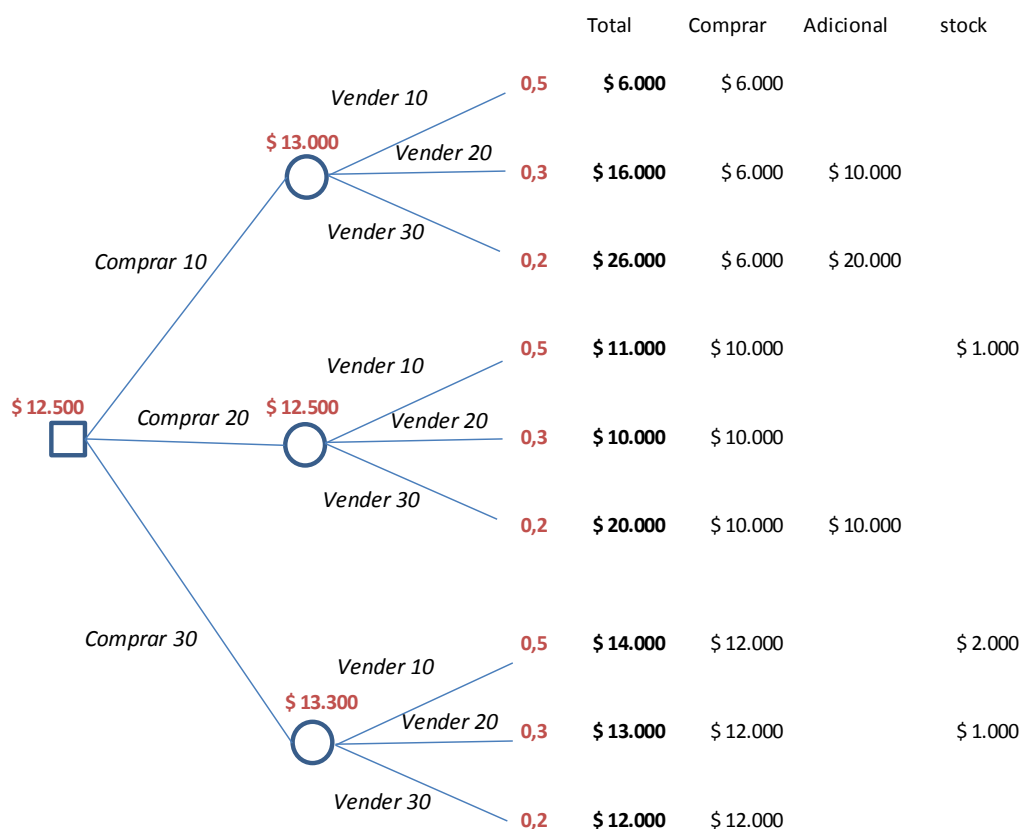 Total Comprar Adicional stock
Vender 10 0,5 $ 6.000 $ 6.000
$ 13.000
Vender 20 0,3 $ 16.000 $ 6.000 $ 10.000
Vender 30 0,2 $ 26.000 $ 6.000 $ 20.000
Comprar 10
Vender 10 0,5 $ 11.000 $ 10.000 $ 1.000
$ 12.500 Comprar 20 $ 12.500
Vender 20 0,3 $ 10.000 $ 10.000
Vender 30 0,2 $ 20.000 $ 10.000 $ 10.000
Comprar 30
Vender 10 0,5 $ 14.000 $ 12.000 $ 2.000
$ 13.300
Vender 20 0,3 $ 13.000 $ 12.000 $ 1.000
Vender 30 0,2 $ 12.000 $ 12.000